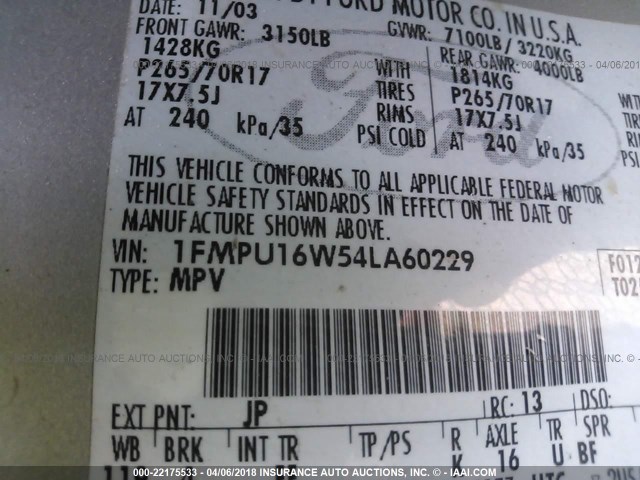 DATE: 11/03
FORD MOTOR CO. IN U.S.A.
FRONT GAWR: 3150LB
GVWR: 7100LB/ 3220KG
1428KG
REAR GAWR: 4000LB
P265/70R17 WITH 1814KG WITH
17X7.5J TIRES P265/70R17 TIRES
AT 240 kPa/35 RIMS 17X7.5J
PSI COLD AT 240 kPa/35
Ford
THIS VEHICLE CONFORMS TO ALL APPLICABLE FEDERAL MOTOR
VEHICLE SAFETY STANDARDS IN EFFECT ON THE DATE OF
MANUFACTURE SHOWN ABOVE.
VIN: 1FMPU16W54LA60229
TYPE: MPV
EXT PNT: JP RC: 13 DSO:
WB BRK INT TR TP/PS R AXLE TR SPR
K 16 U BF
000-22175533 - 04/06/2018 - INSURANCE AUTO AUCTIONS, INC. - © IAAI.COM